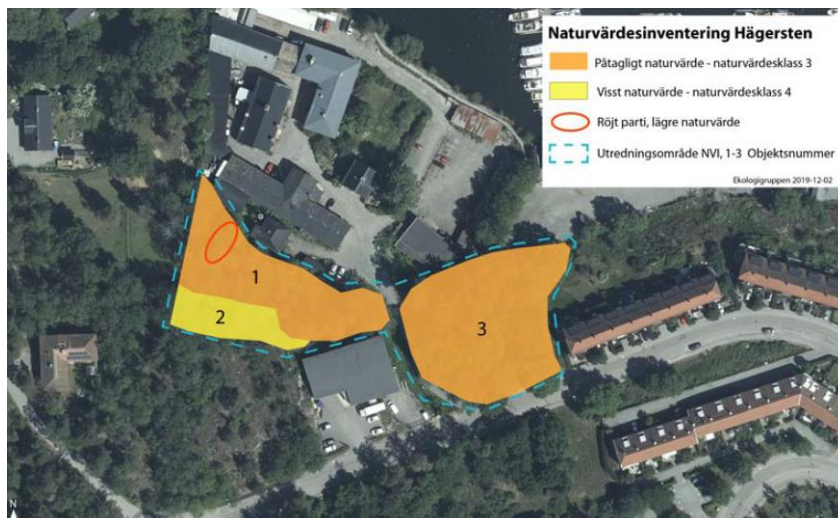 Naturvärdesinventering Hägersten
Påtagligt naturvärde - naturvärdesklass 3
Visst naturvärde - naturvärdesklass 4
Röjt parti, lägre naturvärde
Utredningsområde NVI, 1-3 Objektsnummer
Ekologigruppen 2019-12-02
1
2
3
N